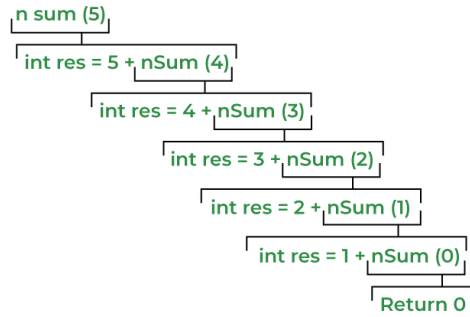 n sum (5)
int res = 5 + nSum (4)
int res = 4 + nSum (3)
int res = 3 + nSum (2)
int res = 2 + nSum (1)
int res = 1 + nSum (0)
Return 0